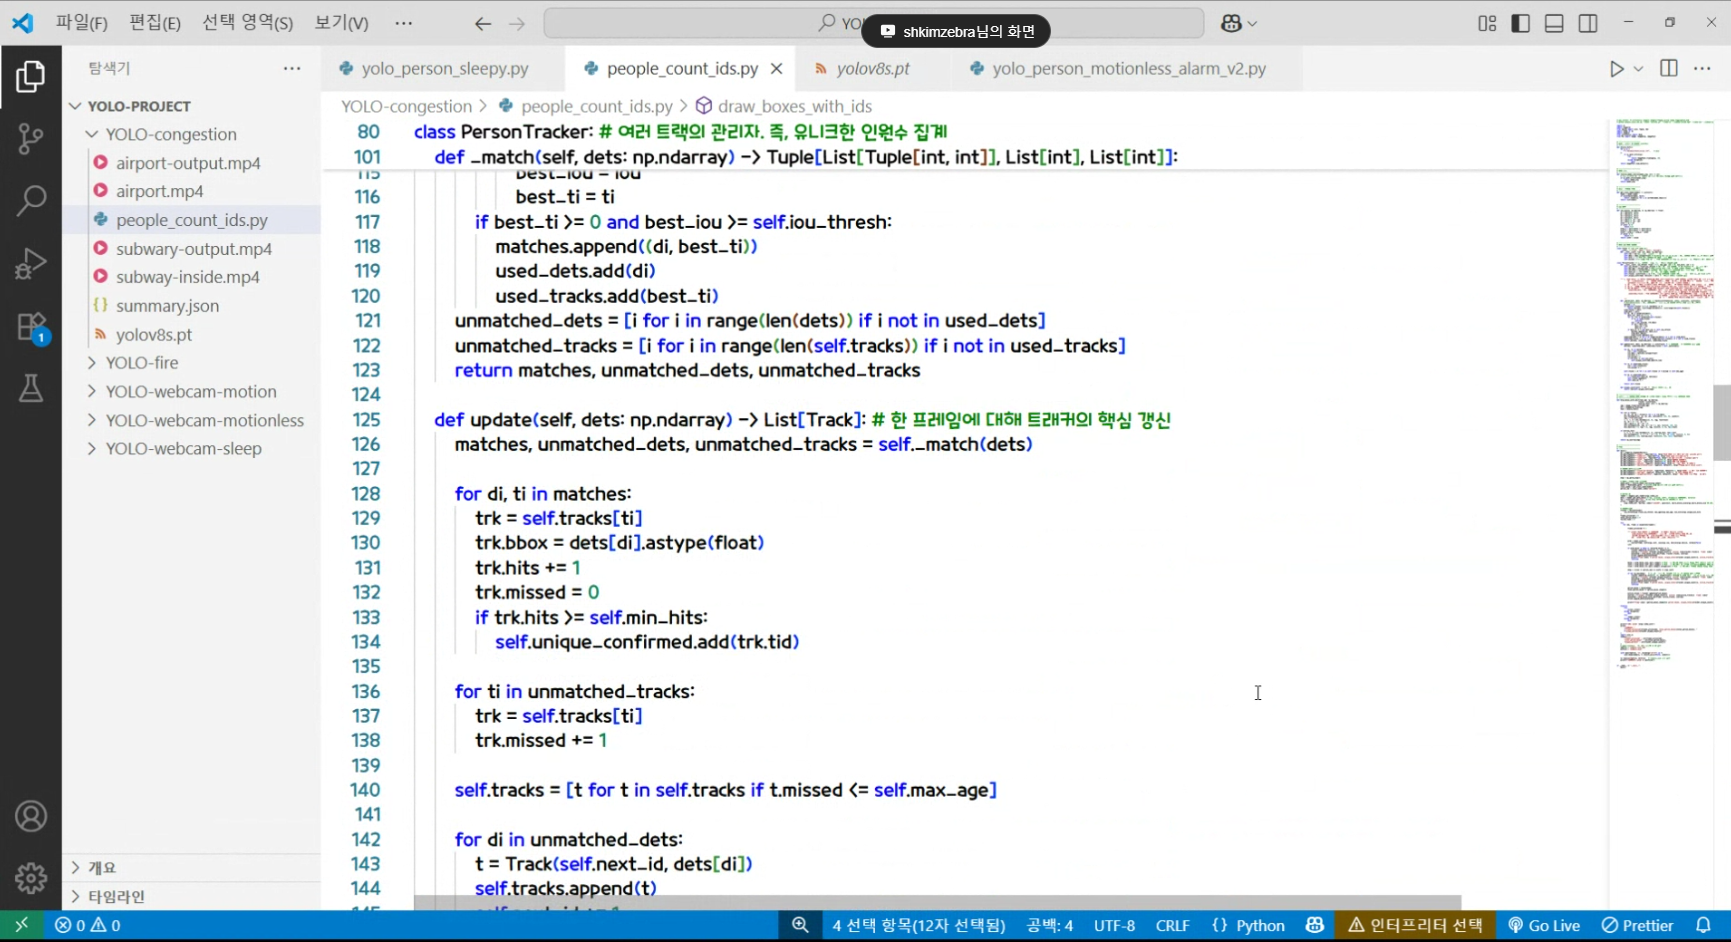 파일(F) 편집(E) 선택 영역(S) 보기(V) ··· YO
shkimzebra님의 화면
탐색기 ···
yolo_person_sleepy.py people_count_ids.py yolov8s.pt yolo_person_motionless_alarm_v2.py
YOLO-congestion > people_count_ids.py > draw_boxes_with_ids
YOLO-PROJECT
YOLO-congestion
airport-output.mp4
airport.mp4
people_count_ids.py
subwary-output.mp4
subway-inside.mp4
summary.json
yolov8s.pt
YOLO-fire
YOLO-webcam-motion
YOLO-webcam-motionless
YOLO-webcam-sleep
개요
타임라인
80 class PersonTracker: # 여러 트랙의 관리자. 즉, 유니크한 인원수 집계
101 def _match(self, dets: np.ndarray) -> Tuple[List[Tuple[int, int]], List[int], List[int]]:
115 best_iou = iou
116 best_ti = ti
117 if best_ti >= 0 and best_iou >= self.iou_thresh:
118 matches.append((di, best_ti))
119 used_dets.add(di)
120 used_tracks.add(best_ti)
121 unmatched_dets = [i for i in range(len(dets)) if i not in used_dets]
122 unmatched_tracks = [i for i in range(len(self.tracks)) if i not in used_tracks]
123 return matches, unmatched_dets, unmatched_tracks
124
125 def update(self, dets: np.ndarray) -> List[Track]: # 한 프레임에 대해 트래커의 핵심 갱신
126 matches, unmatched_dets, unmatched_tracks = self._match(dets)
127
128 for di, ti in matches:
129 trk = self.tracks[ti]
130 trk.bbox = dets[di].astype(float)
131 trk.hits += 1
132 trk.missed = 0
133 if trk.hits >= self.min_hits:
134 self.unique_confirmed.add(trk.tid)
135
136 for ti in unmatched_tracks:
137 trk = self.tracks[ti]
138 trk.missed += 1
139
140 self.tracks = [t for t in self.tracks if t.missed <= self.max_age]
141
142 for di in unmatched_dets:
143 t = Track(self.next_id, dets[di])
144 self.tracks.append(t)
1
0 0 4 선택 항목(12자 선택됨) 공백: 4 UTF-8 CRLF {} Python 인터프리터 선택 Go Live Prettier